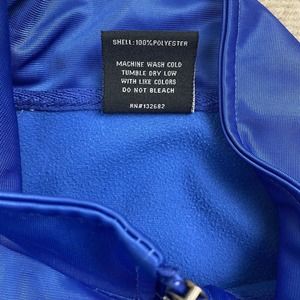 SHELL: 100% POLYESTER
MACHINE WASH COLD
TUMBLE DRY LOW
WITH LIKE COLORS
DO NOT BLEACH
RN#132682